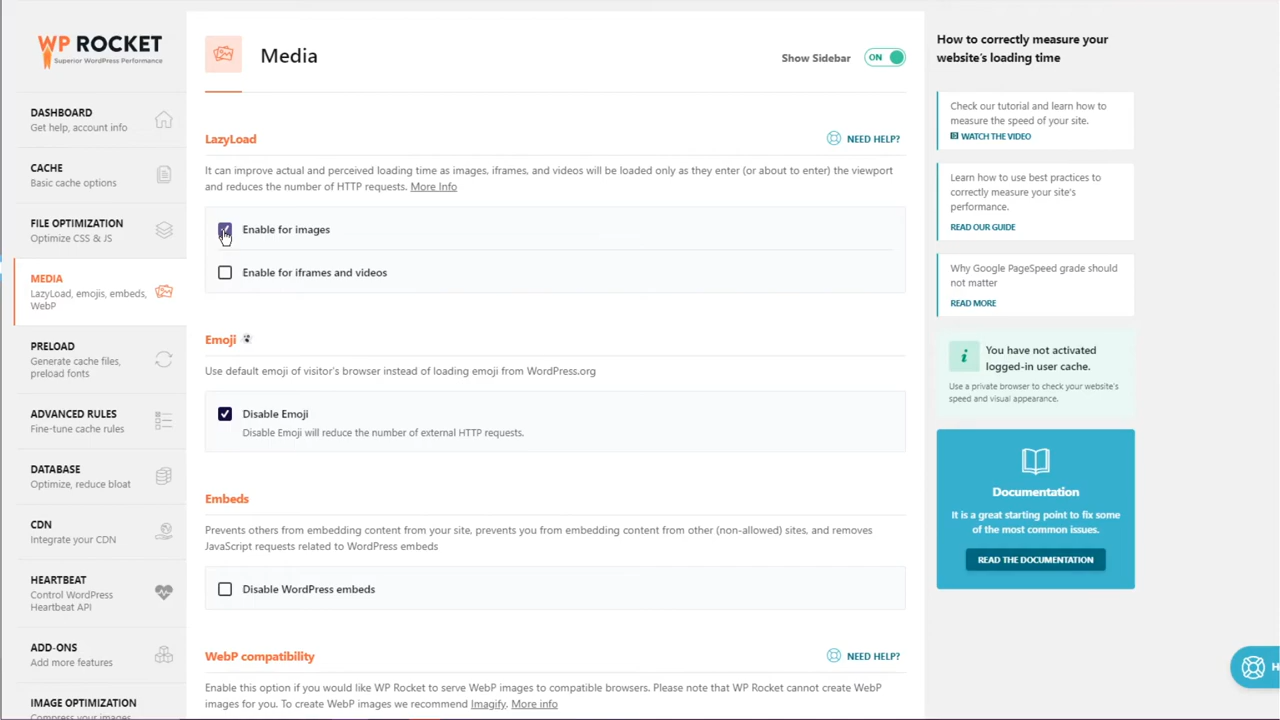 WP ROCKET
Superior WordPress Performance
DASHBOARD
Get help, account info
CACHE
Basic cache options
FILE OPTIMIZATION
Optimize CSS & JS
MEDIA
LazyLoad, emojis, embeds,
WebP
PRELOAD
Generate cache files,
preload fonts
ADVANCED RULES
Fine-tune cache rules
DATABASE
Optimize, reduce bloat
CDN
Integrate your CDN
HEARTBEAT
Control WordPress
Heartbeat API
ADD-ONS
Add more features
IMAGE OPTIMIZATION
Compress your images
Media
Show Sidebar ON
LazyLoad
NEED HELP?
It can improve actual and perceived loading time as images, iframes, and videos will be loaded only as they enter (or about to enter) the viewport
and reduces the number of HTTP requests. More Info
Enable for images
Enable for iframes and videos
Emoji
Use default emoji of visitor's browser instead of loading emoji from WordPress.org
Disable Emoji
Disable Emoji will reduce the number of external HTTP requests.
Embeds
Prevents others from embedding content from your site, prevents you from embedding content from other (non-allowed) sites, and removes
JavaScript requests related to WordPress embeds
Disable WordPress embeds
WebP compatibility
NEED HELP?
Enable this option if you would like WP Rocket to serve WebP images to compatible browsers. Please note that WP Rocket cannot create WebP
images for you. To create WebP images we recommend Imagify. More info
How to correctly measure your
website's loading time
Check our tutorial and learn how to
measure the speed of your site.
WATCH THE VIDEO
Learn how to use best practices to
correctly measure your site's
performance.
READ OUR GUIDE
Why Google PageSpeed grade should
not matter
READ MORE
i
You have not activated
logged-in user cache.
Use a private browser to check your website's
speed and visual appearance.
Documentation
It is a great starting point to fix some
of the most common issues.
READ THE DOCUMENTATION
H